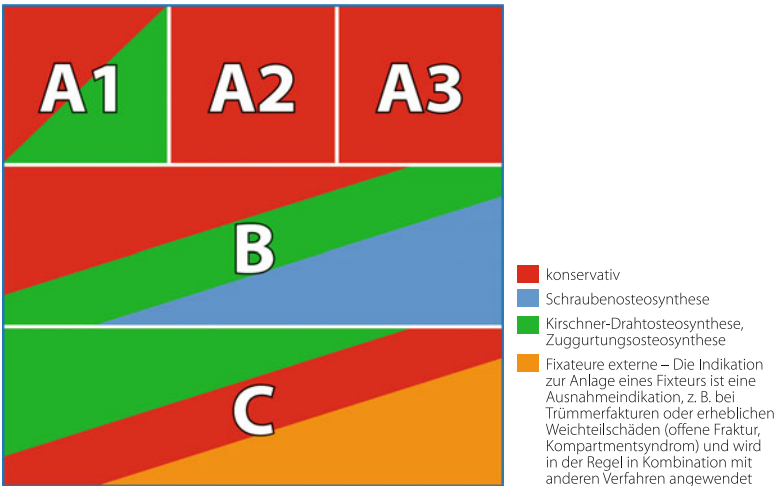 A1 A2 A3
B
C
konservativ
Schraubenosteosynthese
Kirschner-Drahtosteosynthese,
Zuggurtungsosteosynthese
Fixateure externe – Die Indikation
zur Anlage eines Fixteurs ist eine
Ausnahmeindikation, z. B. bei
Trümmerfakturen oder erheblichen
Weichteilschäden (offene Fraktur,
Kompartmentsyndrom) und wird
in der Regel in Kombination mit
anderen Verfahren angewendet